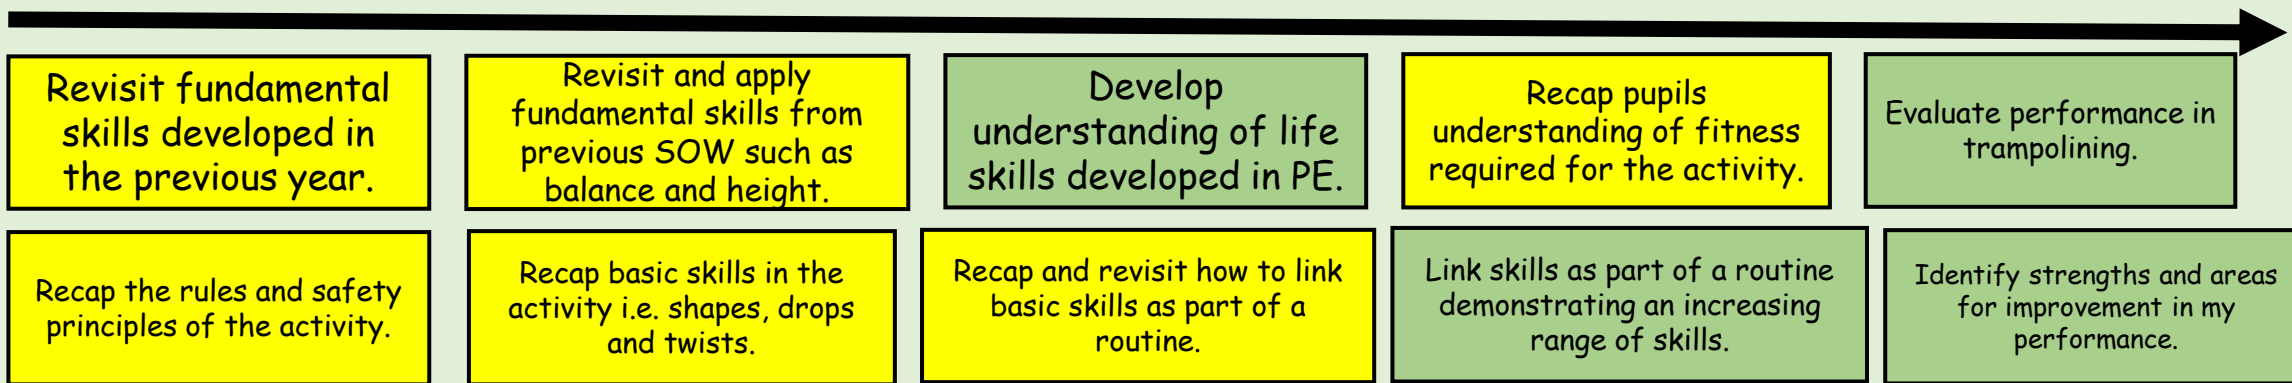 Revisit fundamental
skills developed in
the previous year.
Revisit and apply
fundamental skills from
previous SOW such as
balance and height.
Develop
understanding of life
skills developed in PE.
Recap pupils
understanding of fitness
required for the activity.
Evaluate performance in
trampolining.
Recap the rules and safety
principles of the activity.
Recap basic skills in the
activity i.e. shapes, drops
and twists.
Recap and revisit how to link
basic skills as part of a
routine.
Link skills as part of a routine
demonstrating an increasing
range of skills.
Identify strengths and areas
for improvement in my
performance.